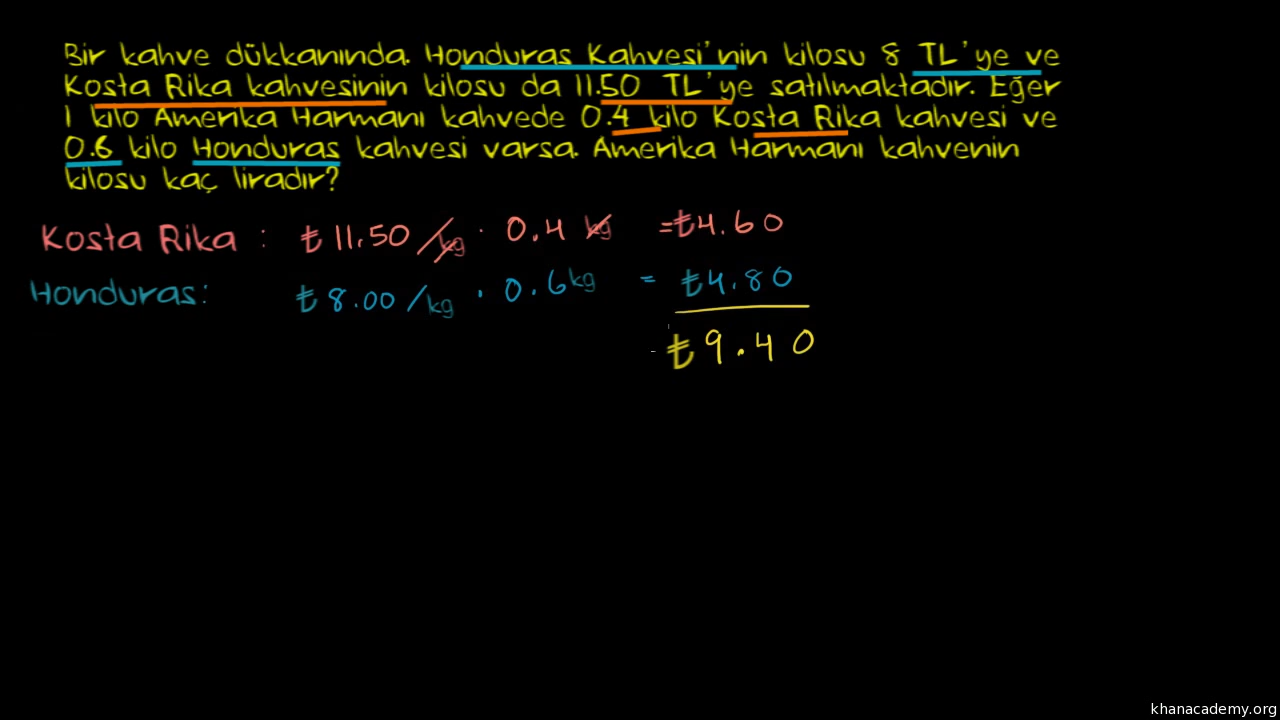 Bir kahve dükkanında. Honduras Kahvesi'nin kilosu 8 TL'ye ve
Kosta Rika kahvesinin kilosu da 11.50 TL'ye satılmaktadır. Eğer
1 kilo Amerika Harmanı kahvede 0.4 kilo Kosta Rika kahvesi ve
0.6 kilo Honduras kahvesi varsa. Amerika Harmanı kahvenin
kilosu kaç liradır?
Kosta Rika : ₺ 11.50 /kg · 0.4 kg =₺4.60
Honduras: ₺ 8.00 /kg · 0.6kg = ₺4.80
₺ 9.40
khanacademy.org